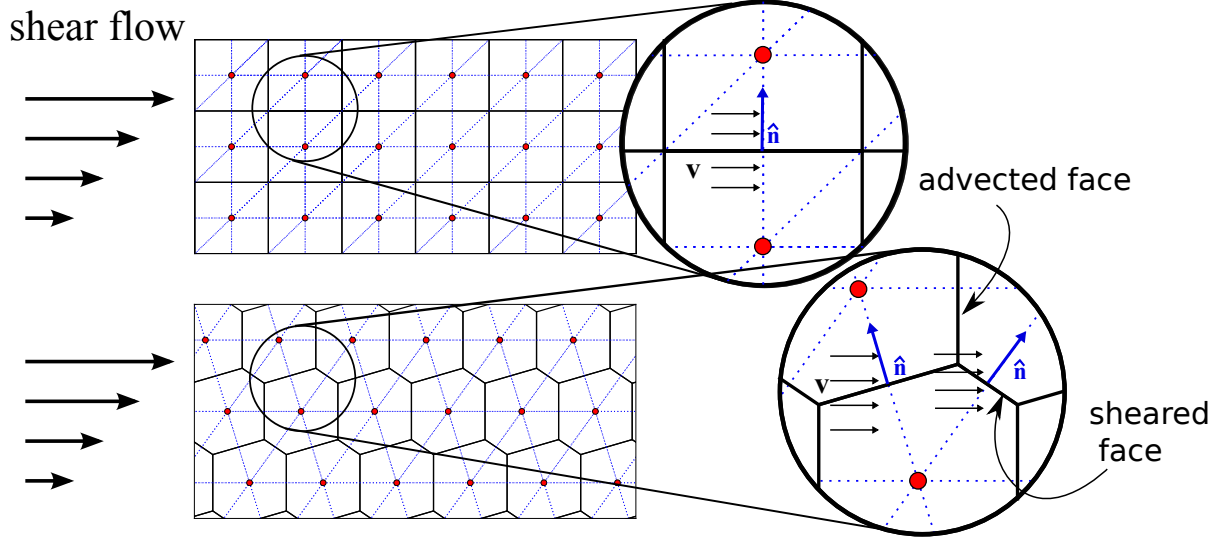 shear flow
n̂
v
advected face
n̂
n̂
v
sheared
face